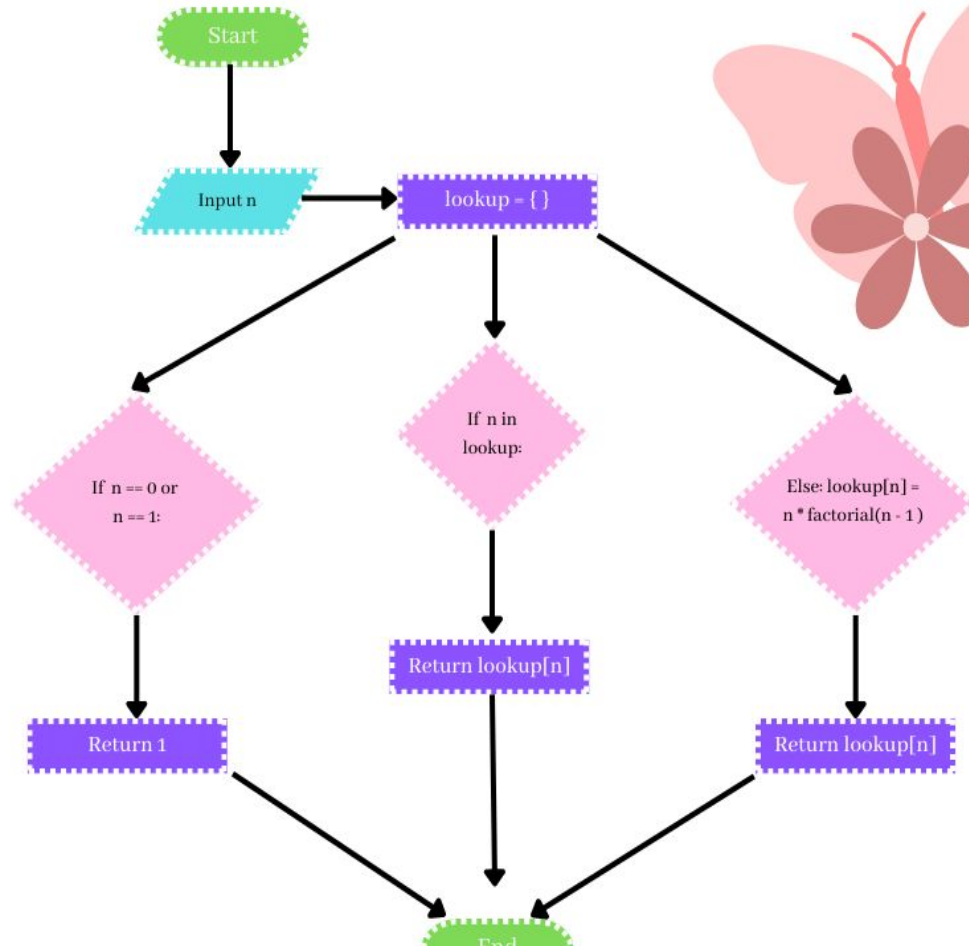 Start
Input n
lookup = { }
If n == 0 or
n == 1:
If n in
lookup:
Else: lookup[n] =
n * factorial(n - 1 )
Return 1
Return lookup[n]
Return lookup[n]
End